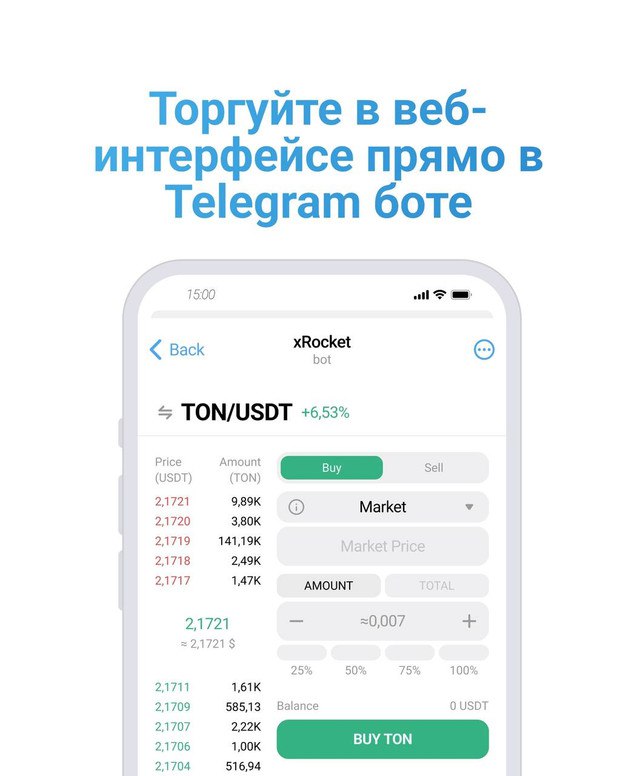 Торгуйте в веб-
интерфейсе прямо в
Telegram боте
15:00
Back
xRocket
bot
TON/USDT +6,53%
Price
(USDT)
Amount
(TON)
2,1721 9,89K
2,1720 3,80K
2,1719 141,19K
2,1718 2,49K
2,1717 1,47K
2,1721
≈ 2,1721 $
2,1711 1,61K
2,1709 585,13
2,1707 2,22K
2,1706 1,00K
2,1704 516,94
Buy Sell
Market
Market Price
AMOUNT TOTAL
— ≈0,007 +
25% 50% 75% 100%
Balance 0 USDT
BUY TON